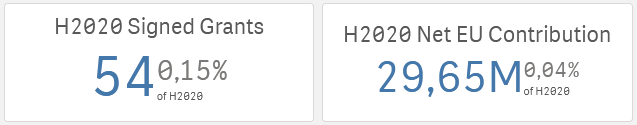 H2020 Signed Grants
54 0,15%
of H2020
H2020 Net EU Contribution
29,65M 0,04%
of H2020